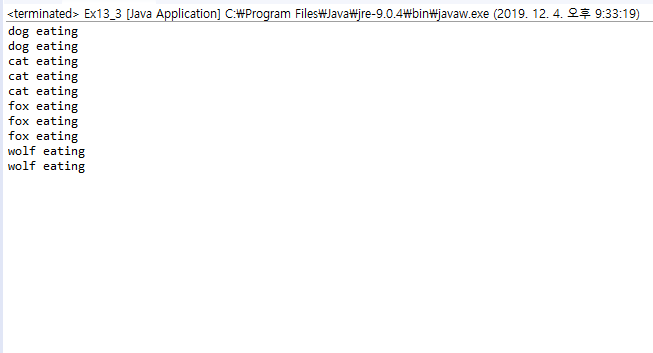 <terminated> Ex13_3 [Java Application] C:₩Program Files₩Java₩jre-9.0.4₩bin₩javaw.exe (2019. 12. 4. 오후 9:33:19)
dog eating
dog eating
cat eating
cat eating
cat eating
fox eating
fox eating
fox eating
wolf eating
wolf eating